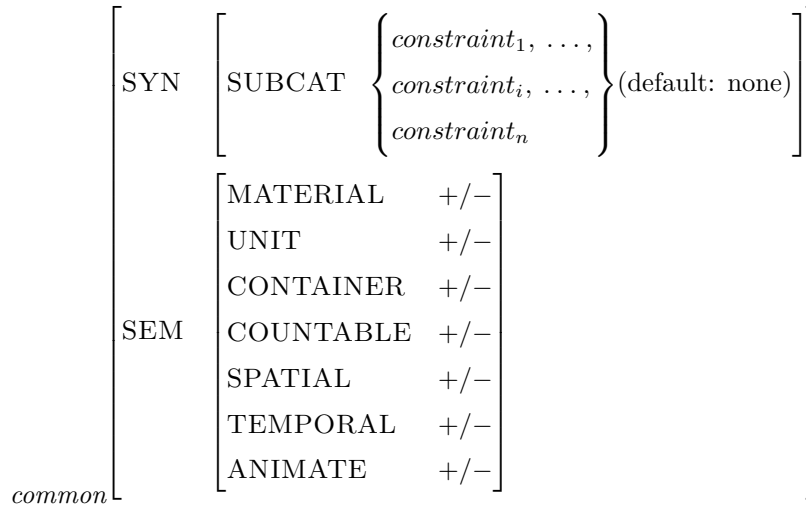 constraint₁, …,
SYN SUBCAT constraintᵢ, …, (default: none)
constraintₙ
MATERIAL +/−
UNIT +/−
CONTAINER +/−
SEM COUNTABLE +/−
SPATIAL +/−
TEMPORAL +/−
ANIMATE +/−
common